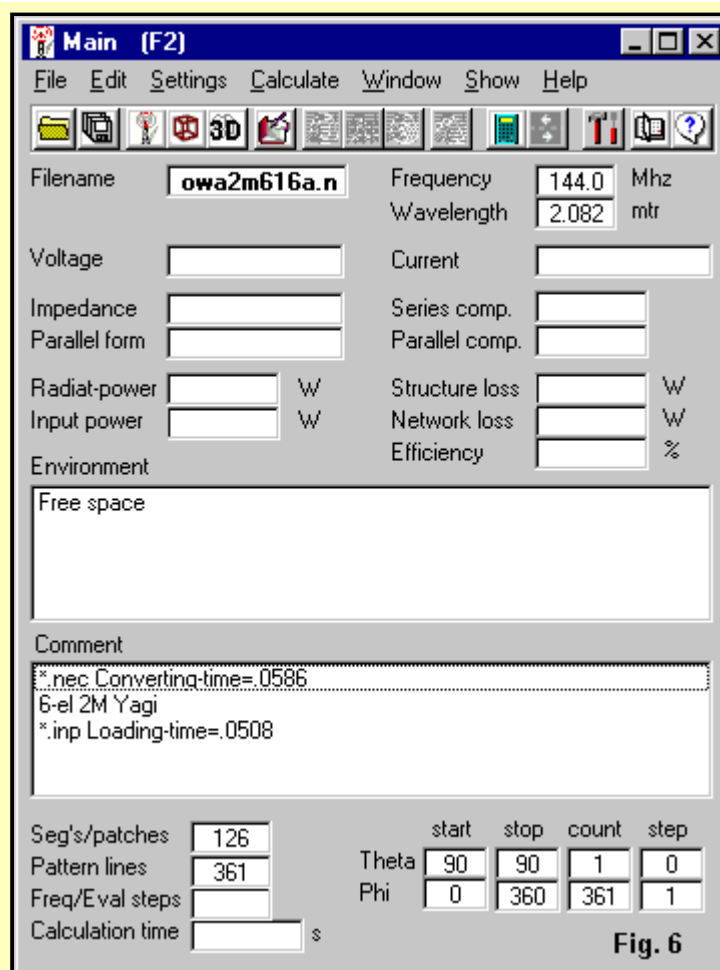 Main (F2)
File Edit Settings Calculate Window Show Help
3D
Filename owa2m616a.n Frequency 144.0 Mhz
Wavelength 2.082 mtr
Voltage Current
Impedance Series comp.
Parallel form Parallel comp.
Radiat-power W Structure loss W
Input power W Network loss W
Efficiency %
Environment
Free space
Comment
*.nec Converting-time=.0586
6-el 2M Yagi
*.inp Loading-time=.0508
start stop count step
Seg's/patches 126 Theta 90 90 1 0
Pattern lines 361 Phi 0 360 361 1
Freq/Eval steps
Calculation time s
Fig. 6